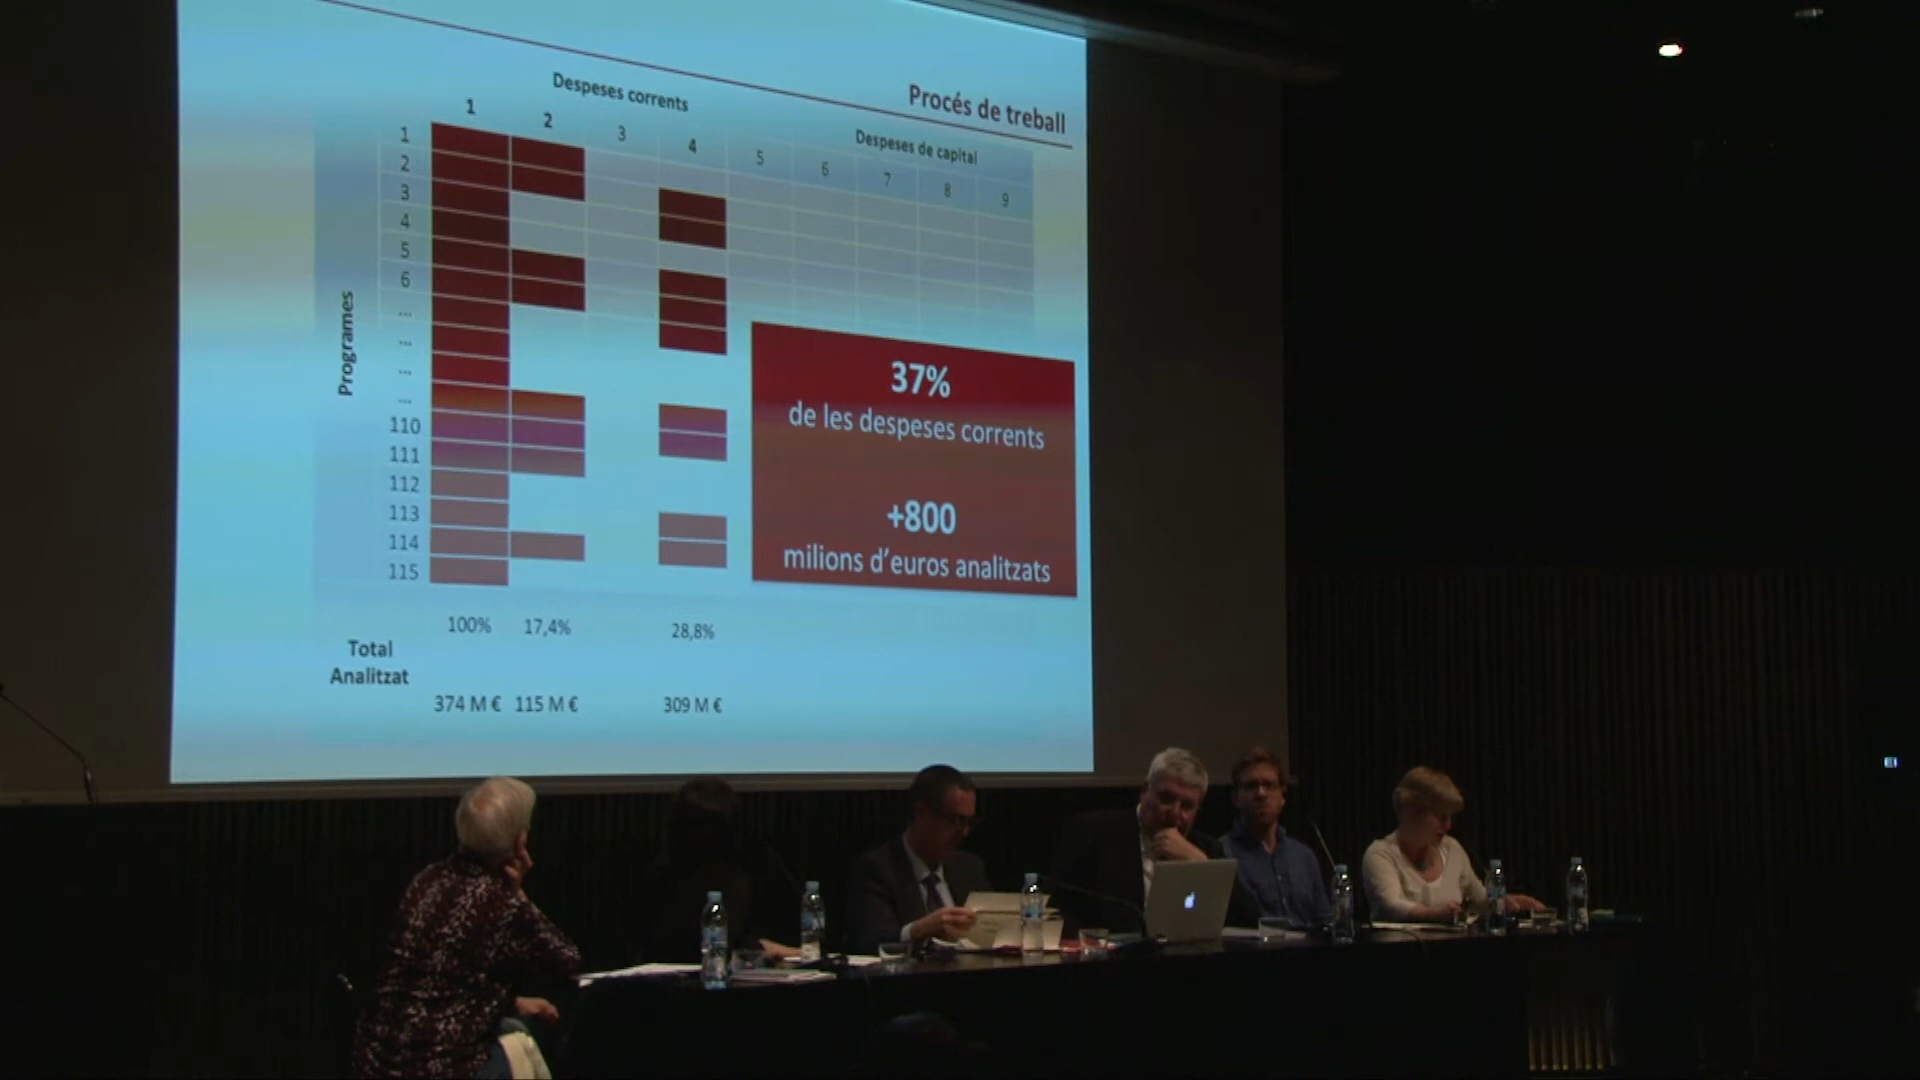 Procés de treball
Despeses corrents
Despeses de capital
1 2 3 4 5 6 7 8 9
Programes
1
2
3
4
5
6
...
...
...
...
110
111
112
113
114
115
37%
de les despeses corrents
+800
milions d'euros analitzats
100% 17,4% 28,8%
Total
Analitzat
374 M € 115 M € 309 M €